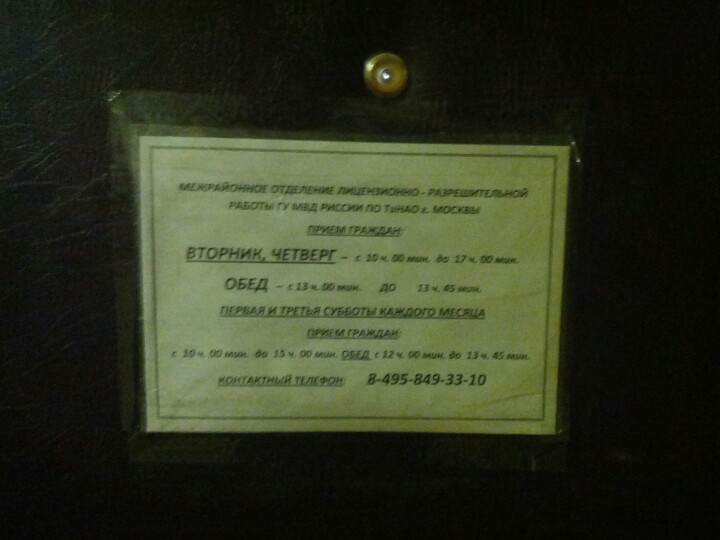 МЕЖРАЙОННОЕ ОТДЕЛЕНИЕ ЛИЦЕНЗИОННО - РАЗРЕШИТЕЛЬНОЙ
РАБОТЫ ГУ МВД РИССИИ ПО ТиНАО г. МОСКВЫ
ПРИЕМ ГРАЖДАН:
ВТОРНИК, ЧЕТВЕРГ – с 10 ч. 00 мин. до 17 ч. 00 мин.
ОБЕД – с 13 ч. 00 мин. ДО 13 ч. 45 мин.
ПЕРВАЯ И ТРЕТЬЯ СУББОТЫ КАЖДОГО МЕСЯЦА
ПРИЕМ ГРАЖДАН:
с 10 ч. 00 мин. до 15 ч. 00 мин. ОБЕД с 12 ч. 00 мин. до 13 ч. 45 мин.
КОНТАКТНЫЙ ТЕЛЕФОН: 8-495-849-33-10